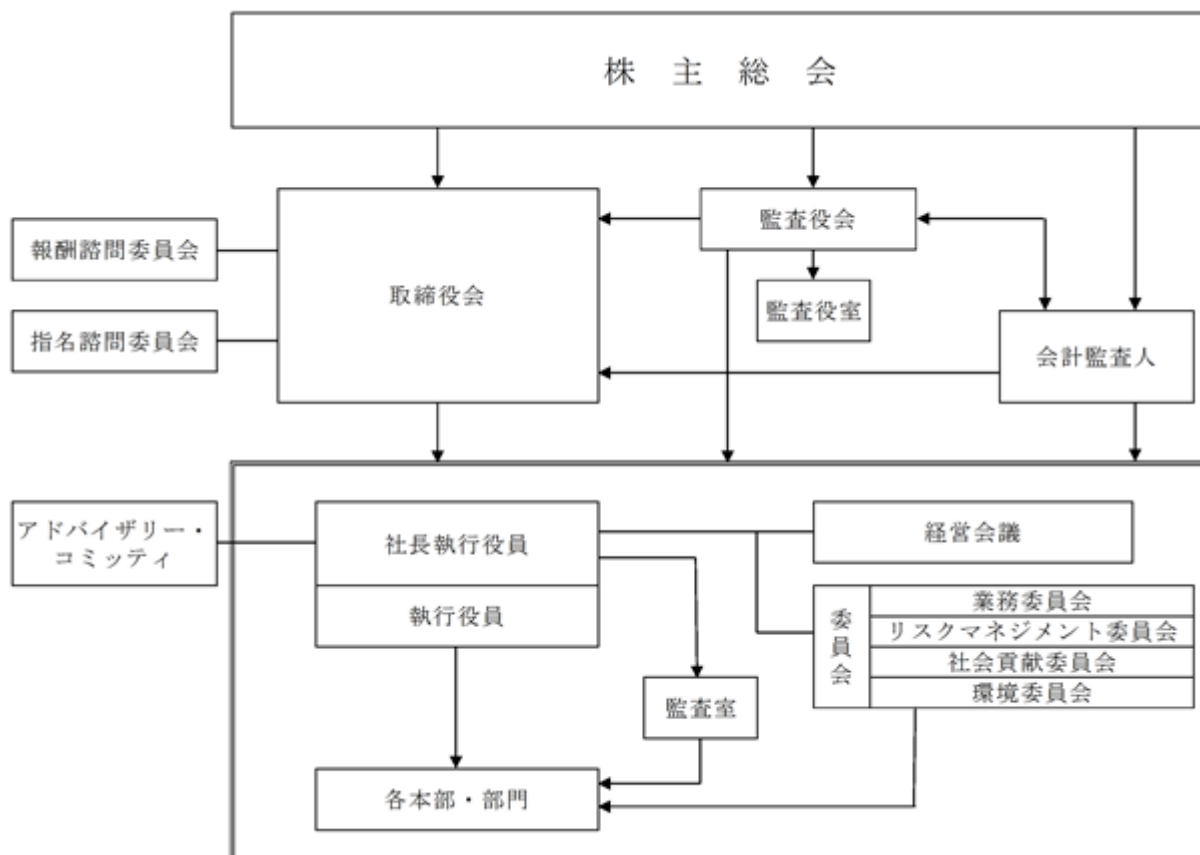 株主総会
監査役会
報酬諮問委員会
取締役会
監査役室
指名諮問委員会
会計監査人
アドバイザリー・
コミッティ
社長執行役員
経営会議
執行役員
委員会
業務委員会
リスクマネジメント委員会
社会貢献委員会
環境委員会
監査室
各本部・部門